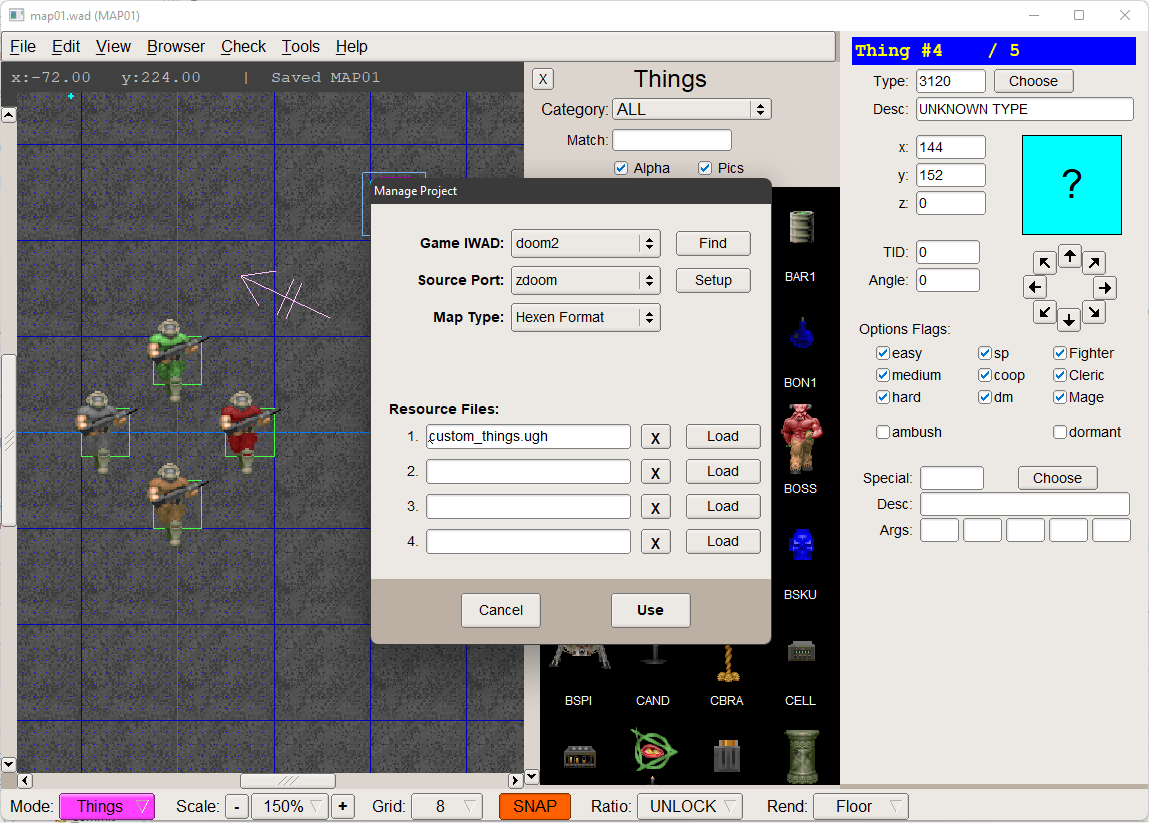 map01.wad (MAP01)
File Edit View Browser Check Tools Help
x:-72.00 y:224.00 | Saved MAP01
X Things
Category: ALL
Match:
Alpha Pics
BAR1
BON1
BOSS
BSKU
BSPI CAND CBRA CELL
Manage Project
Game IWAD: doom2 Find
Source Port: zdoom Setup
Map Type: Hexen Format
Resource Files:
1. custom_things.ugh X Load
2. X Load
3. X Load
4. X Load
Cancel Use
Thing #4 / 5
Type: 3120 Choose
Desc: UNKNOWN TYPE
x: 144
y: 152
z: 0
?
TID: 0
Angle: 0
Options Flags:
easy sp Fighter
medium coop Cleric
hard dm Mage
ambush dormant
Special: Choose
Desc:
Args:
Mode: Things Scale: - 150% + Grid: 8 SNAP Ratio: UNLOCK Rend: Floor